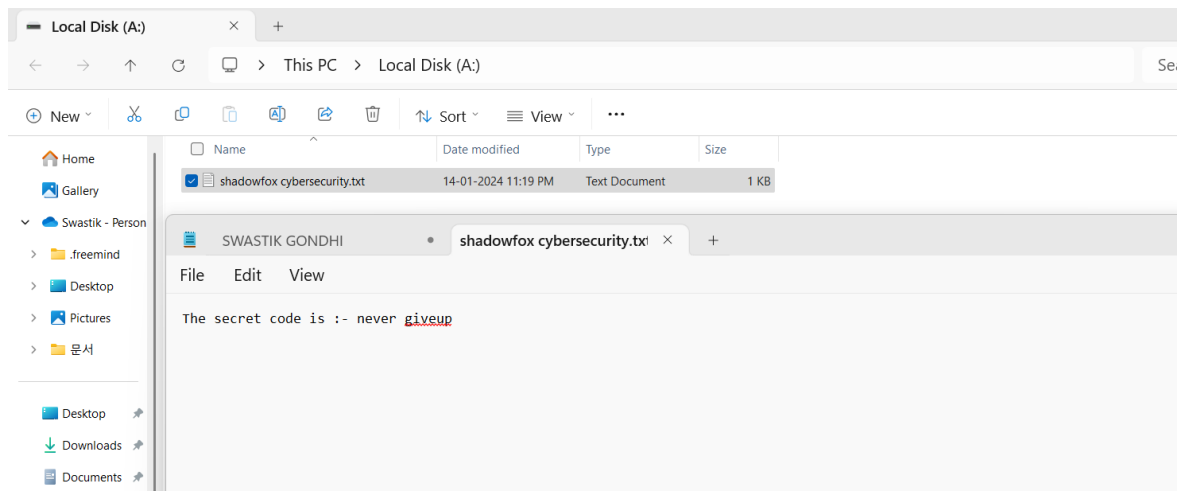 Local Disk (A:)
This PC > Local Disk (A:)
New
Sort
View
Name
Date modified
Type
Size
shadowfox cybersecurity.txt
14-01-2024 11:19 PM
Text Document
1 KB
Home
Gallery
Swastik - Person
.freemind
Desktop
Pictures
문서
Desktop
Downloads
Documents
SWASTIK GONDHI
shadowfox cybersecurity.txt
File Edit View
The secret code is :- never giveup